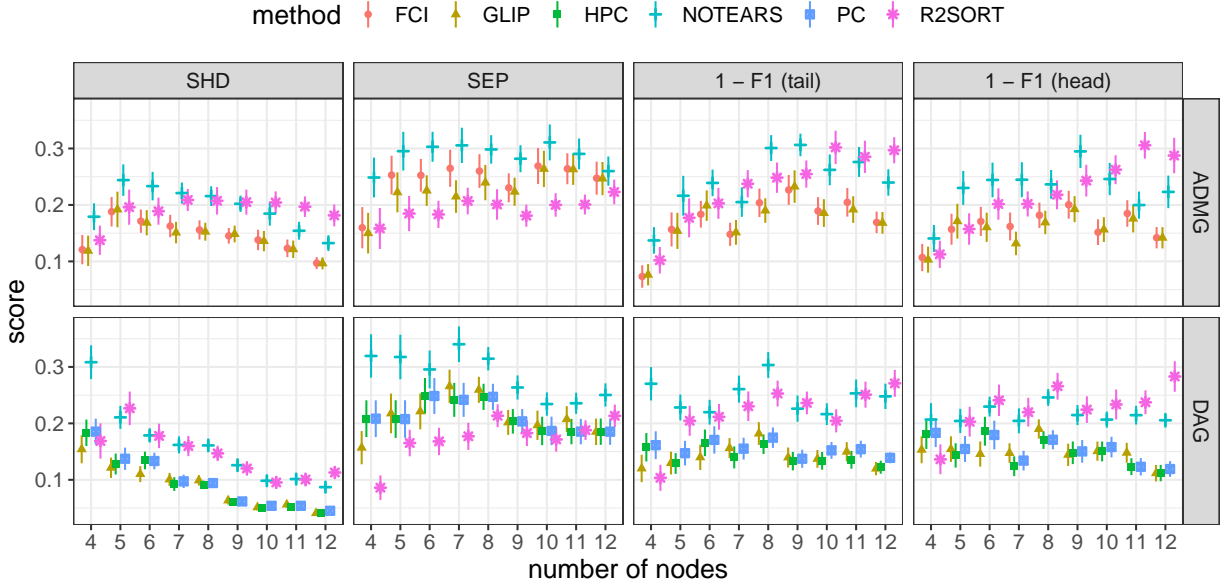 method FCI GLIP HPC NOTEARS PC R2SORT
SHD SEP 1 − F1 (tail) 1 − F1 (head)
0.3
0.2
0.1
ADMG
score
0.3
0.2
0.1
DAG
4 5 6 7 8 9 10 11 12 4 5 6 7 8 9 10 11 12 4 5 6 7 8 9 10 11 12 4 5 6 7 8 9 10 11 12
number of nodes